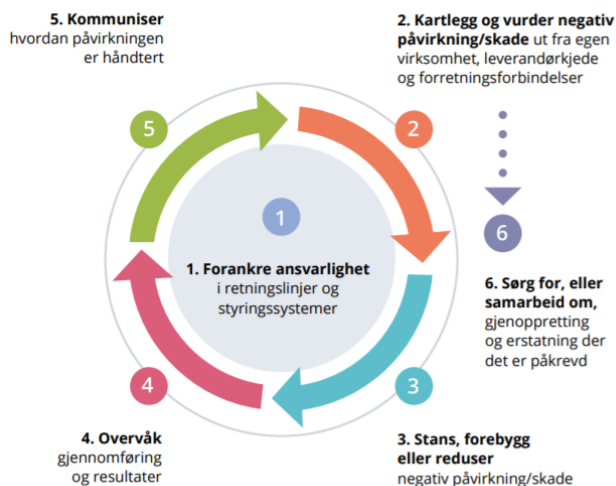 5. Kommuniser
hvordan påvirkningen
er håndtert
2. Kartlegg og vurder negativ
påvirkning/skade ut fra egen
virksomhet, leverandørkjede
og forretningsforbindelser
5
2
1
6
1. Forankre ansvarlighet
i retningslinjer og
styringssystemer
6. Sørg for, eller
samarbeid om,
gjenoppretting
og erstatning der
det er påkrevd
4
3
4. Overvåk
gjennomføring
og resultater
3. Stans, forebygg
eller reduser
negativ påvirkning/skade